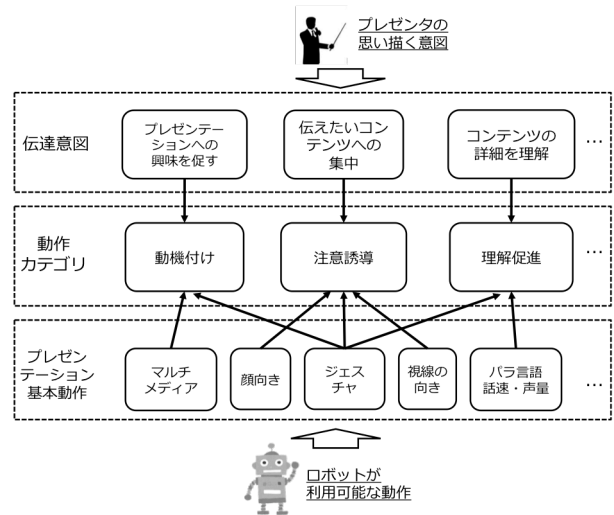 プレゼンタの
思い描く意図
伝達意図
プレゼンテー
ションへの
興味を促す
伝えたいコン
テンツへの
集中
コンテンツの
詳細を理解
…
動作
カテゴリ
動機付け
注意誘導
理解促進
…
プレゼン
テーション
基本動作
マルチ
メディア
顔向き
ジェス
チャ
視線の
向き
パラ言語
話速・声量
…
ロボットが
利用可能な動作